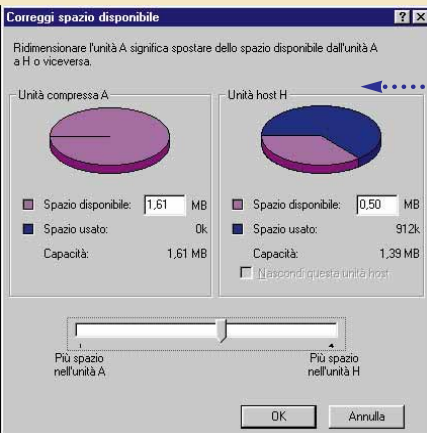 Correggi spazio disponibile
Ridimensionare l'unità A significa spostare dello spazio disponibile dall'unità A
a H o viceversa.
Unità compressa A
Spazio disponibile: 1,61 MB
Spazio usato: 0k
Capacità: 1,61 MB
Unità host H
Spazio disponibile: 0,50 MB
Spazio usato: 912k
Capacità: 1,39 MB
Nascondi questa unità host
Più spazio
nell'unità A
Più spazio
nell'unità H
OK
Annulla